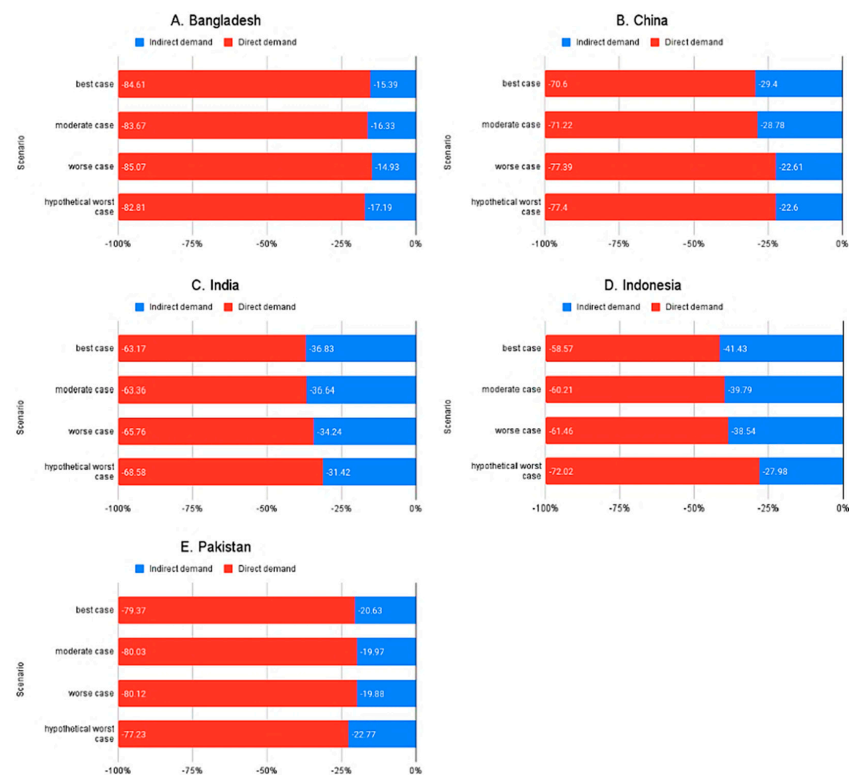 A. Bangladesh
Indirect demand Direct demand
Scenario
best case -84.61 -15.39
moderate case -83.67 -16.33
worse case -85.07 -14.93
hypothetical worst
case -82.81 -17.19
-100% -75% -50% -25% 0%
B. China
Indirect demand Direct demand
Scenario
best case -70.6 -29.4
moderate case -71.22 -28.78
worse case -77.39 -22.61
hypothetical worst
case -77.4 -22.6
-100% -75% -50% -25% 0%
C. India
Indirect demand Direct demand
Scenario
best case -63.17 -36.83
moderate case -63.36 -36.64
worse case -65.76 -34.24
hypothetical worst
case -68.58 -31.42
-100% -75% -50% -25% 0%
D. Indonesia
Indirect demand Direct demand
Scenario
best case -58.57 -41.43
moderate case -60.21 -39.79
worse case -61.46 -38.54
hypothetical worst
case -72.02 -27.98
-100% -75% -50% -25% 0%
E. Pakistan
Indirect demand Direct demand
Scenario
best case -79.37 -20.63
moderate case -80.03 -19.97
worse case -80.12 -19.88
hypothetical worst
case -77.23 -22.77
-100% -75% -50% -25% 0%